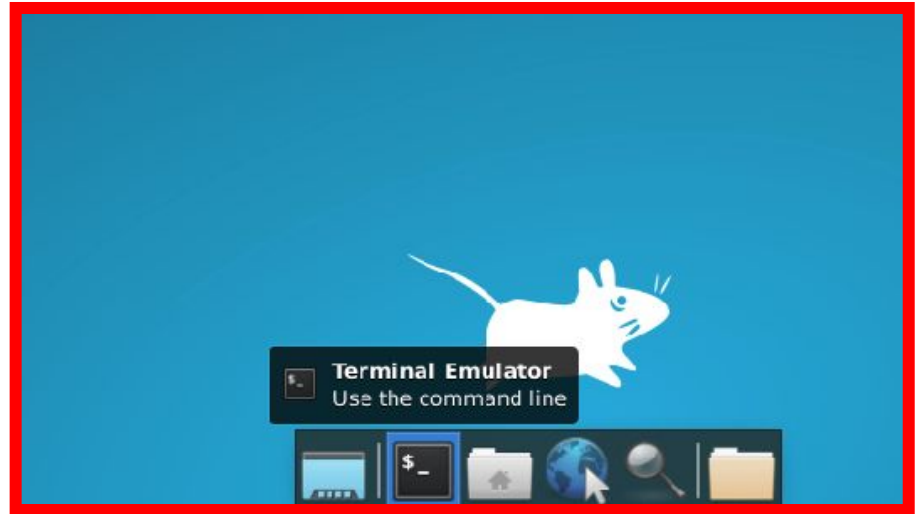 Terminal Emulator
Use the command line
$_